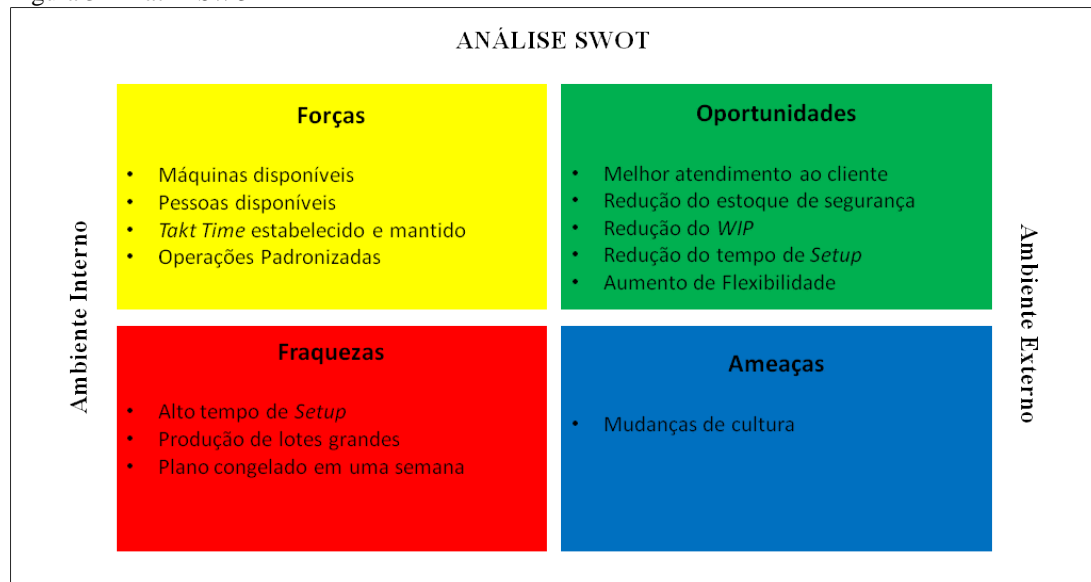 ANÁLISE SWOT
Ambiente Interno
Forças
• Máquinas disponíveis
• Pessoas disponíveis
• Takt Time estabelecido e mantido
• Operações Padronizadas
Oportunidades
• Melhor atendimento ao cliente
• Redução do estoque de segurança
• Redução do WIP
• Redução do tempo de Setup
• Aumento de Flexibilidade
Fraquezas
• Alto tempo de Setup
• Produção de lotes grandes
• Plano congelado em uma semana
Ameaças
• Mudanças de cultura
Ambiente Externo